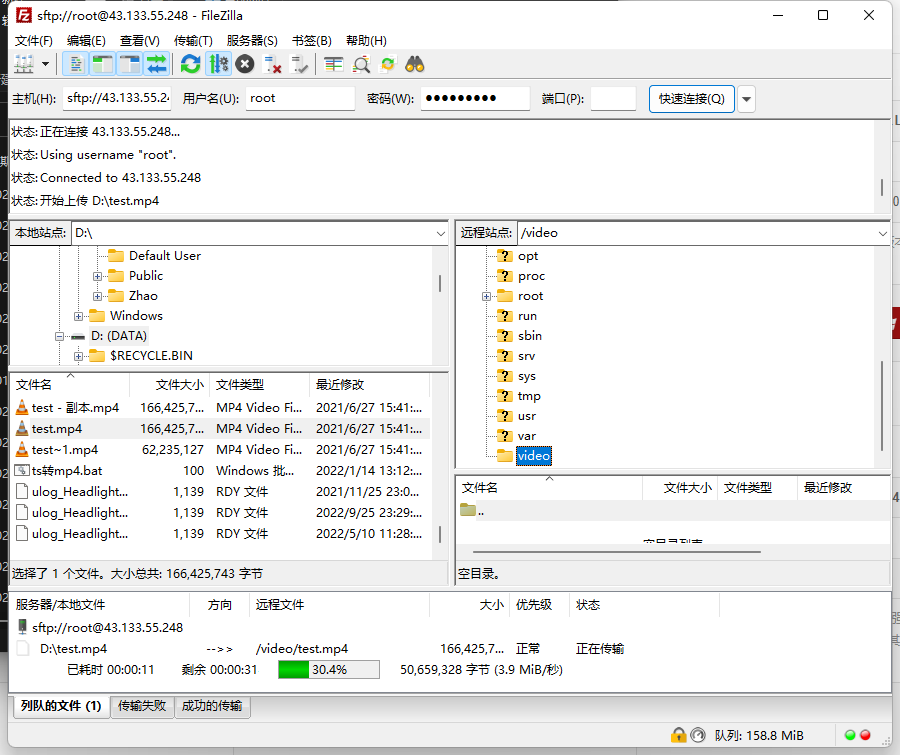 sftp://root@43.133.55.248 - FileZilla
文件(F) 编辑(E) 查看(V) 传输(T) 服务器(S) 书签(B) 帮助(H)
主机(H): sftp://43.133.55.24 用户名(U): root 密码(W): ●●●●●●●●● 端口(P): 快速连接(Q)
状态: 正在连接 43.133.55.248...
状态: Using username "root".
状态: Connected to 43.133.55.248
状态: 开始上传 D:\test.mp4
本地站点: D:\
Default User
Public
Zhao
Windows
D: (DATA)
$RECYCLE.BIN
远程站点: /video
opt
proc
root
run
sbin
srv
sys
tmp
usr
var
video
文件名 文件大小 文件类型 最近修改
test - 副本.mp4 166,425,7... MP4 Video Fi... 2021/6/27 15:41:...
test.mp4 166,425,7... MP4 Video Fi... 2021/6/27 15:41:...
test~1.mp4 62,235,127 MP4 Video Fi... 2021/6/27 15:41:...
ts转mp4.bat 100 Windows 批... 2022/1/14 13:12:...
ulog_Headlight... 1,139 RDY 文件 2021/11/25 23:0...
ulog_Headlight... 1,139 RDY 文件 2022/9/25 23:29:...
ulog_Headlight... 1,139 RDY 文件 2022/5/10 11:28:...
选择了 1 个文件。大小总共: 166,425,743 字节
文件名 文件大小 文件类型 最近修改
..
空目录列表
空目录。
服务器/本地文件 方向 远程文件 大小 优先级 状态
sftp://root@43.133.55.248
D:\test.mp4 -->> /video/test.mp4 166,425,7... 正常 正在传输
已耗时 00:00:11 剩余 00:00:31 30.4% 50,659,328 字节 (3.9 MiB/秒)
列队的文件 (1) 传输失败 成功的传输
队列: 158.8 MiB